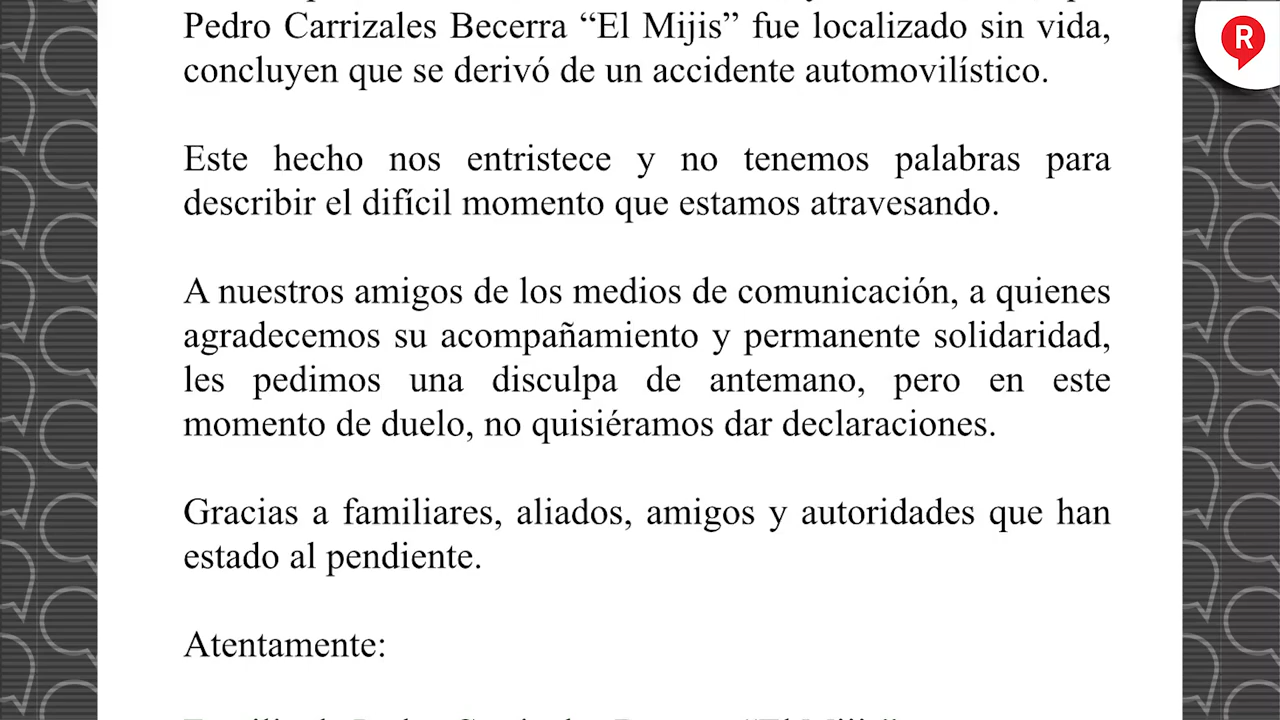 Pedro Carrizales Becerra “El Mijis” fue localizado sin vida,
concluyen que se derivó de un accidente automovilístico.
Este hecho nos entristece y no tenemos palabras para
describir el difícil momento que estamos atravesando.
A nuestros amigos de los medios de comunicación, a quienes
agradecemos su acompañamiento y permanente solidaridad,
les pedimos una disculpa de antemano, pero en este
momento de duelo, no quisiéramos dar declaraciones.
Gracias a familiares, aliados, amigos y autoridades que han
estado al pendiente.
Atentamente:
R